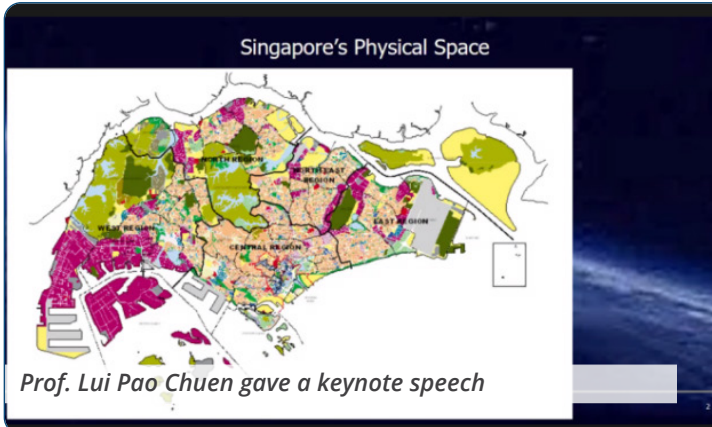 Singapore's Physical Space
NORTH REGION
NORTH-EAST
REGION
WEST REGION
EAST REGION
CENTRAL REGION
Prof. Lui Pao Chuen gave a keynote speech
2